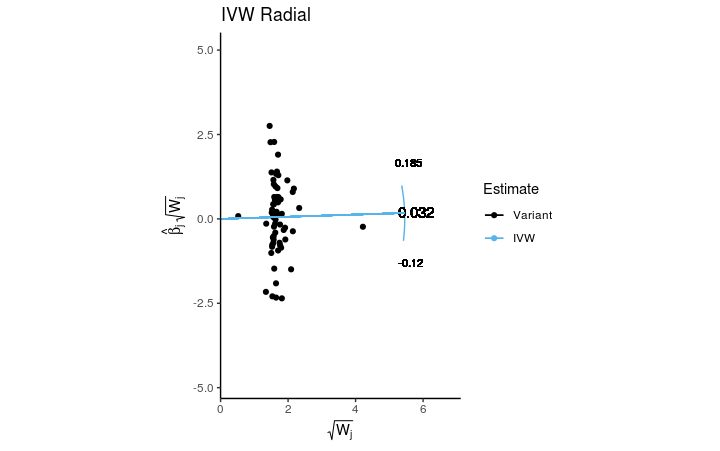 IVW Radial
5.0
2.5
0.0
-2.5
-5.0
β̂j√Wj
0.185
0.032
-0.12
0 2 4 6
√Wj
Estimate
Variant
IVW